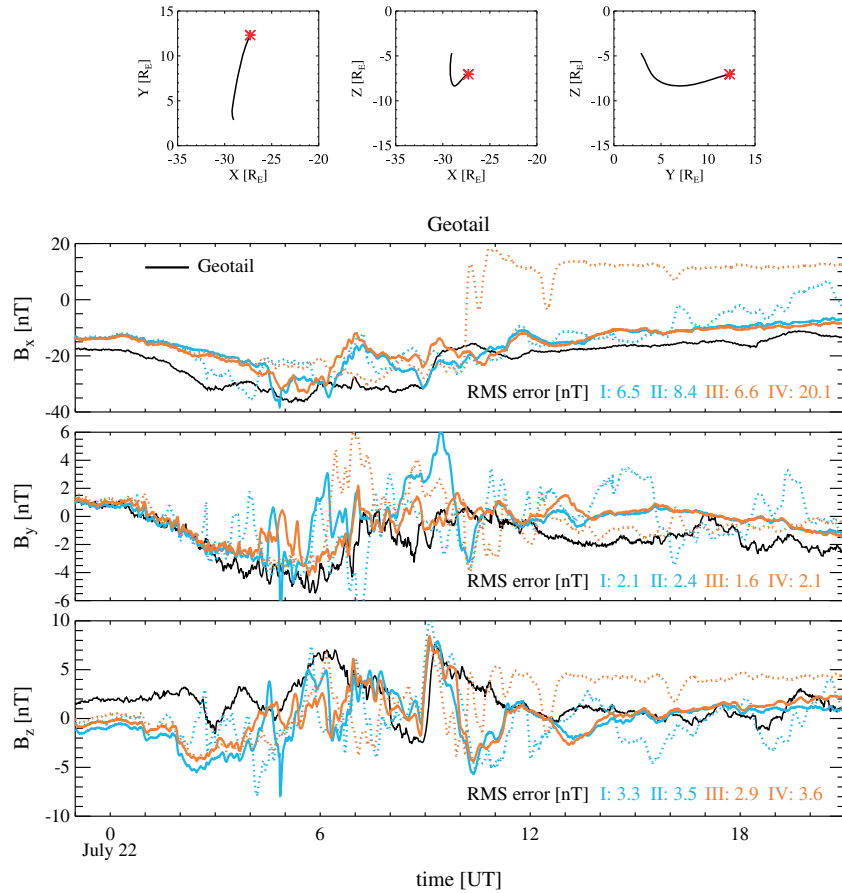 15
10
5
0
Y [R_E]
-35 -30 -25 -20
X [R_E]
0
-5
-10
-15
Z [R_E]
-35 -30 -25 -20
X [R_E]
0
-5
-10
-15
Z [R_E]
0 5 10 15
Y [R_E]
Geotail
20
0
-20
-40
B_x [nT]
Geotail
RMS error [nT] I: 6.5 II: 8.4 III: 6.6 IV: 20.1
6
4
2
0
-2
-4
-6
B_y [nT]
RMS error [nT] I: 2.1 II: 2.4 III: 1.6 IV: 2.1
10
5
0
-5
-10
B_z [nT]
RMS error [nT] I: 3.3 II: 3.5 III: 2.9 IV: 3.6
0 6 12 18
July 22
time [UT]